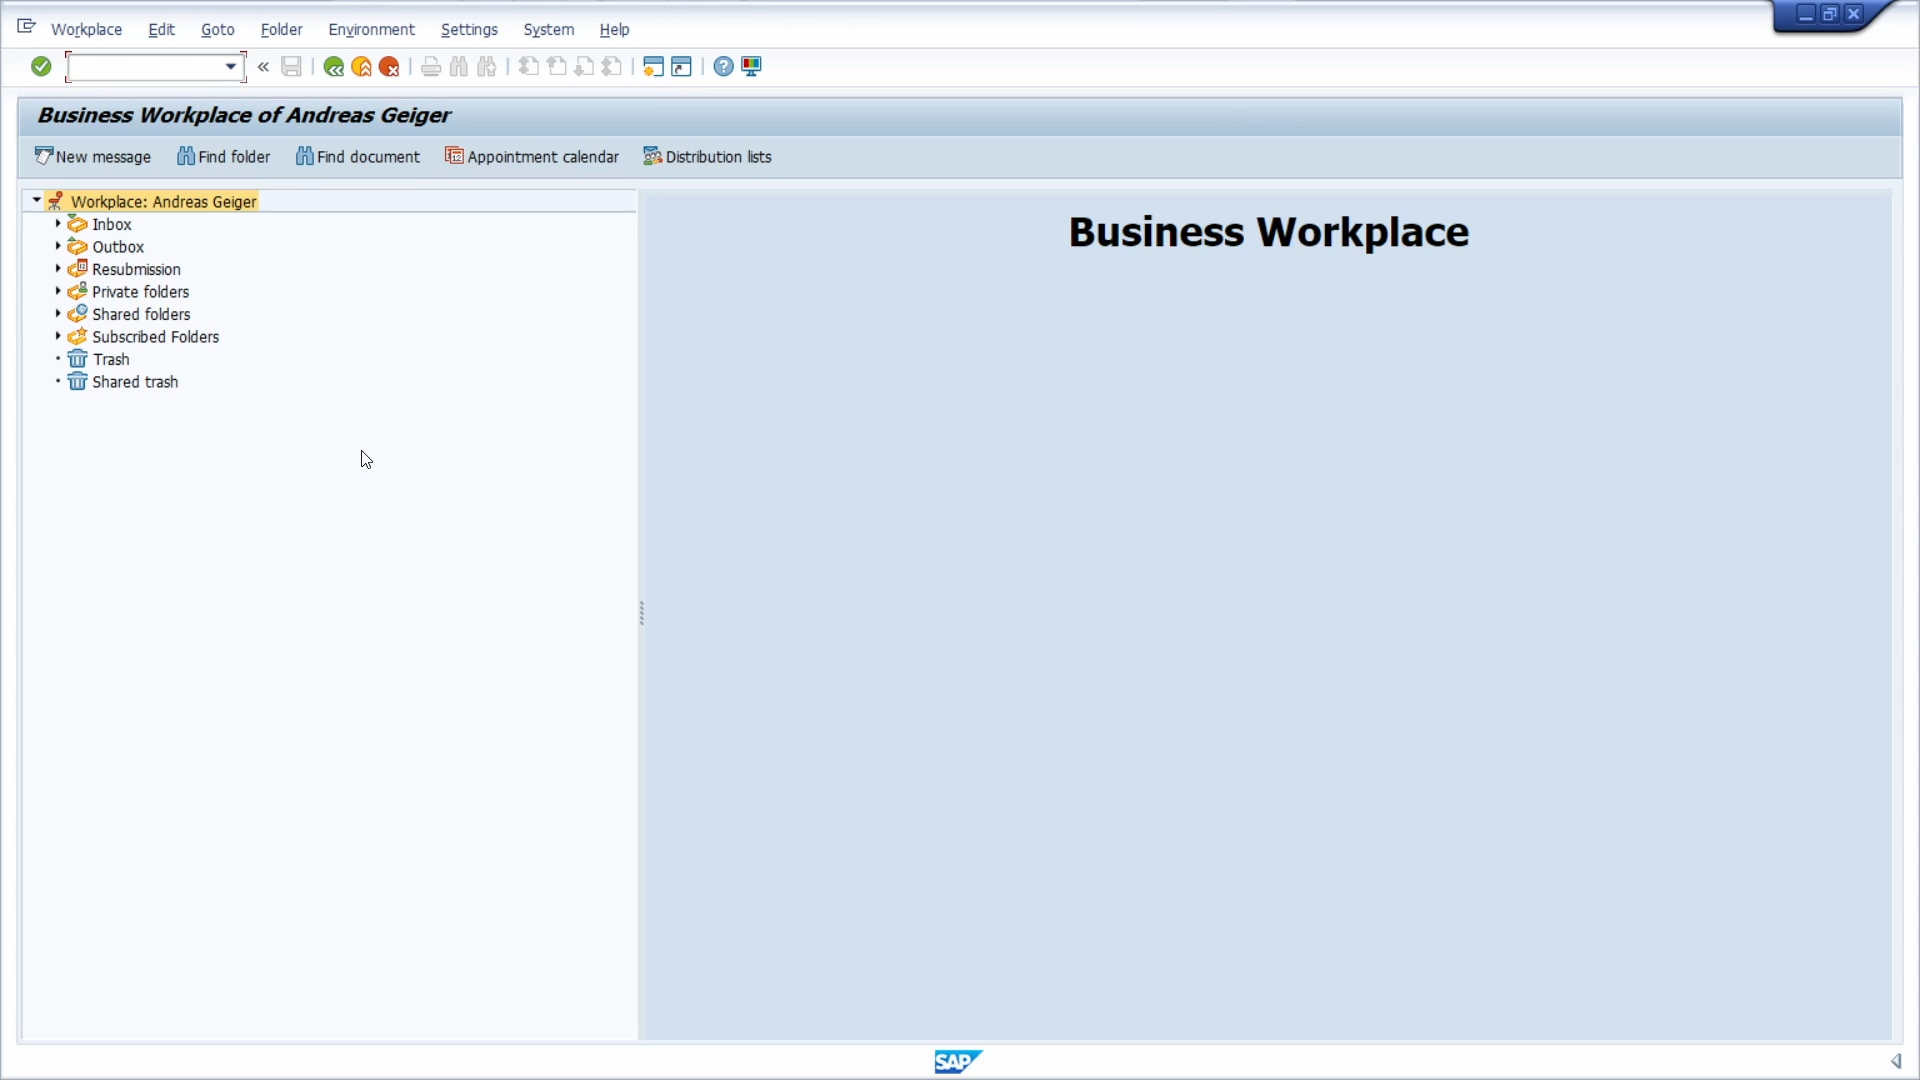 Workplace Edit Goto Folder Environment Settings System Help
Business Workplace of Andreas Geiger
New message Find folder Find document Appointment calendar Distribution lists
Workplace: Andreas Geiger
Inbox
Outbox
Resubmission
Private folders
Shared folders
Subscribed Folders
Trash
Shared trash
Business Workplace
SAP